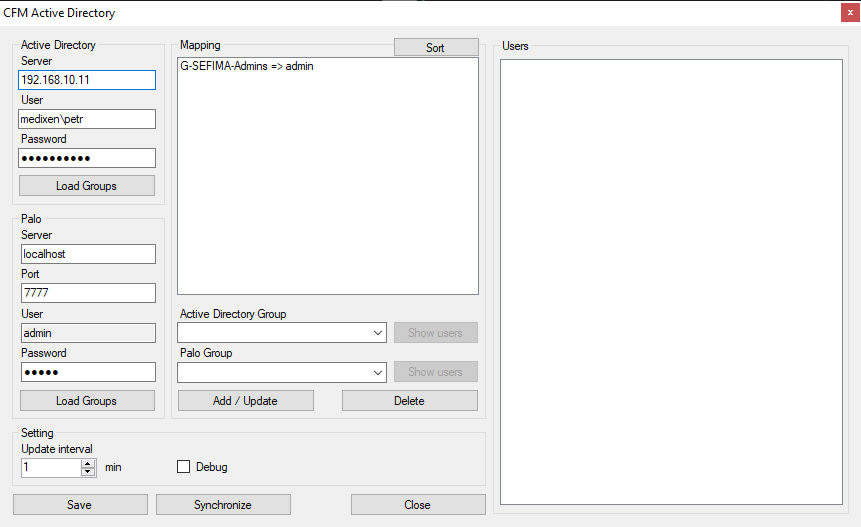 CFM Active Directory
x
Active Directory
Server
192.168.10.11
User
medixen\petr
Password
●●●●●●●●●●
Load Groups
Palo
Server
localhost
Port
7777
User
admin
Password
●●●●●
Load Groups
Mapping
Sort
G-SEFIMA-Admins => admin
Active Directory Group
Show users
Palo Group
Show users
Add / Update
Delete
Users
Setting
Update interval
1
min
Debug
Save
Synchronize
Close